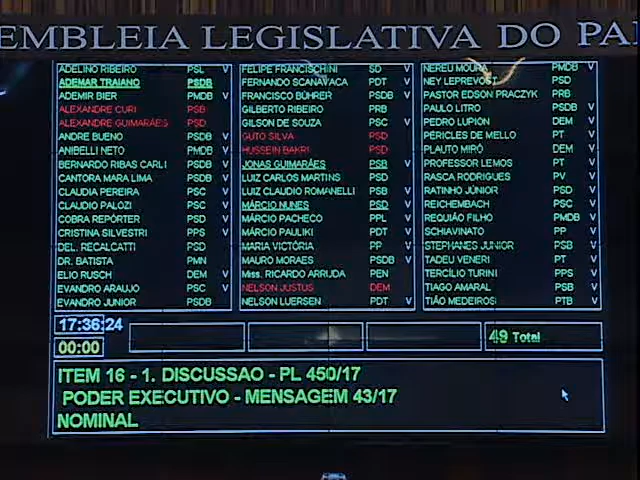 EMBLEIA LEGISLATIVA DO PA
ADELINO RIBEIRO PSL V
ADEMAR TRAIANO PSDB
ADEMIR BIER PMDB V
ALEXANDRE CURI PSB
ALEXANDRE GUIMARÃES PSD
ANDRE BUENO PSDB V
ANIBELLI NETO PMDB V
BERNARDO RIBAS CARLI PSDB V
CANTORA MARA LIMA PSDB V
CLAUDIA PEREIRA PSC V
CLAUDIO PALOZI PSC V
COBRA REPÓRTER PSD V
CRISTINA SILVESTRI PPS V
DEL. RECALCATTI PSD
DR. BATISTA PMN
ELIO RUSCH DEM V
EVANDRO ARAUJO PSC V
EVANDRO JUNIOR PSDB
FELIPE FRANCISCHINI SD V
FERNANDO SCANAVACA PDT V
FRANCISCO BÜHRER PSDB V
GILBERTO RIBEIRO PRB
GILSON DE SOUZA PSC V
GUTO SILVA PSD
HUSSEIN BAKRI PSD
JONAS GUIMARÃES PSB V
LUIZ CARLOS MARTINS PSD
LUIZ CLAUDIO ROMANELLI PSB V
MÁRCIO NUNES PSD V
MÁRCIO PACHECO PPL V
MÁRCIO PAULIKI PDT V
MARIA VICTÓRIA PP V
MAURO MORAES PSDB V
Miss. RICARDO ARRUDA PEN
NELSON JUSTUS DEM
NELSON LUERSEN PDT V
NEREU MOURA PMDB V
NEY LEPREVOST PSD
PASTOR EDSON PRACZYK PRB
PAULO LITRO PSDB V
PEDRO LUPION DEM V
PÉRICLES DE MELLO PT V
PLAUTO MIRÓ DEM V
PROFESSOR LEMOS PT V
RASCA RODRIGUES PV V
RATINHO JÚNIOR PSD V
REICHEMBACH PSC V
REQUIÃO FILHO PMDB V
SCHIAVINATO PP V
STEPHANES JUNIOR PSB V
TADEU VENERI PT V
TERCÍLIO TURINI PPS V
TIAGO AMARAL PSB V
TIÃO MEDEIROS PTB V
17:36:24
00:00
49 Total
ITEM 16 - 1. DISCUSSAO - PL 450/17
PODER EXECUTIVO - MENSAGEM 43/17
NOMINAL